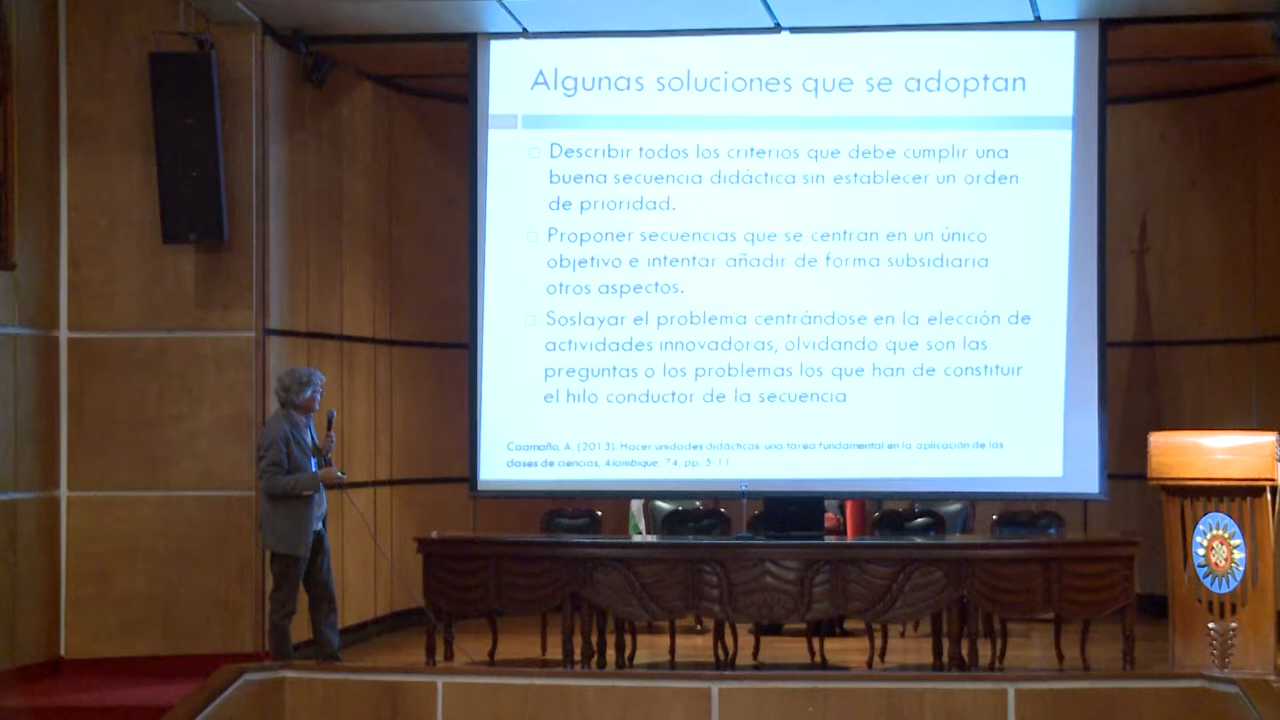 Algunas soluciones que se adoptan
Describir todos los criterios que debe cumplir una
buena secuencia didáctica sin establecer un orden
de prioridad.
Proponer secuencias que se centran en un único
objetivo e intentar añadir de forma subsidiaria
otros aspectos.
Soslayar el problema centrándose en la elección de
actividades innovadoras, olvidando que son las
preguntas o los problemas los que han de constituir
el hilo conductor de la secuencia
Caamaño, A. (2013). Hacer unidades didácticas: una tarea fundamental en la aplicación de las
clases de ciencias, Alambique, 74, pp. 5-11.